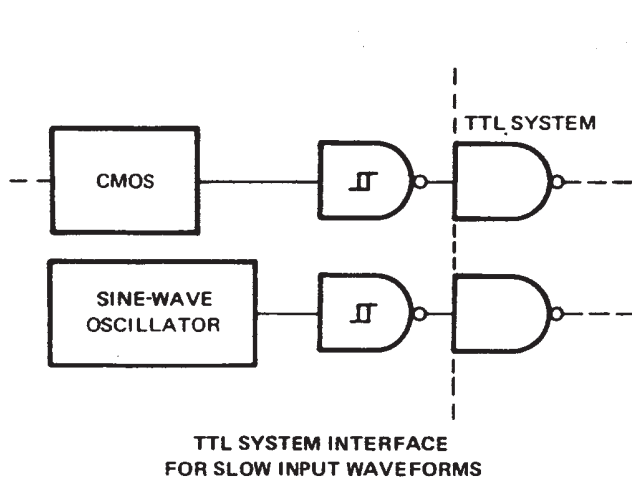 TTL SYSTEM
CMOS
SINE-WAVE
OSCILLATOR
TTL SYSTEM INTERFACE
FOR SLOW INPUT WAVEFORMS